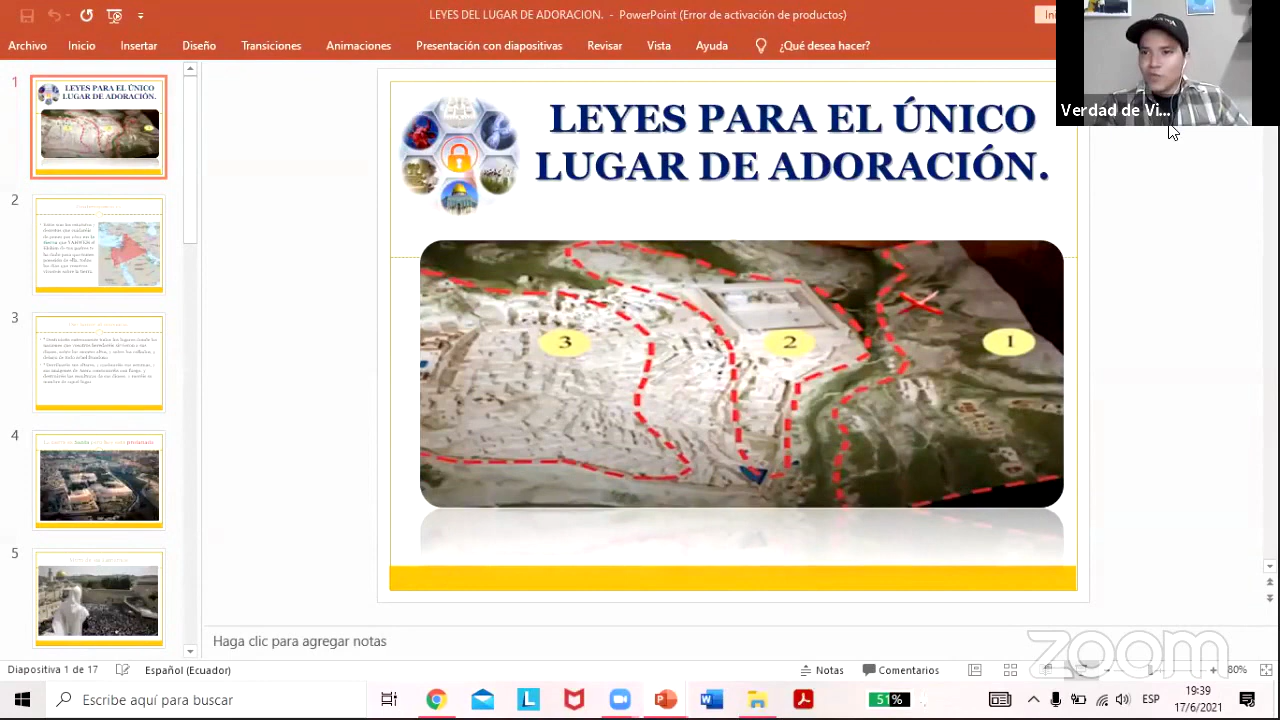 LEYES DEL LUGAR DE ADORACION. - PowerPoint (Error de activación de productos)
Ini
Archivo Inicio Insertar Diseño Transiciones Animaciones Presentación con diapositivas Revisar Vista Ayuda ¿Qué desea hacer?
Verdad de Vi...
1
LEYES PARA EL ÚNICO
LUGAR DE ADORACIÓN.
2
3
4
5
LEYES PARA EL ÚNICO
LUGAR DE ADORACIÓN.
3 2 1
Haga clic para agregar notas
zoom
Diapositiva 1 de 17 Español (Ecuador) Notas Comentarios 80%
Escribe aquí para buscar
51%
ESP
19:39
17/6/2021